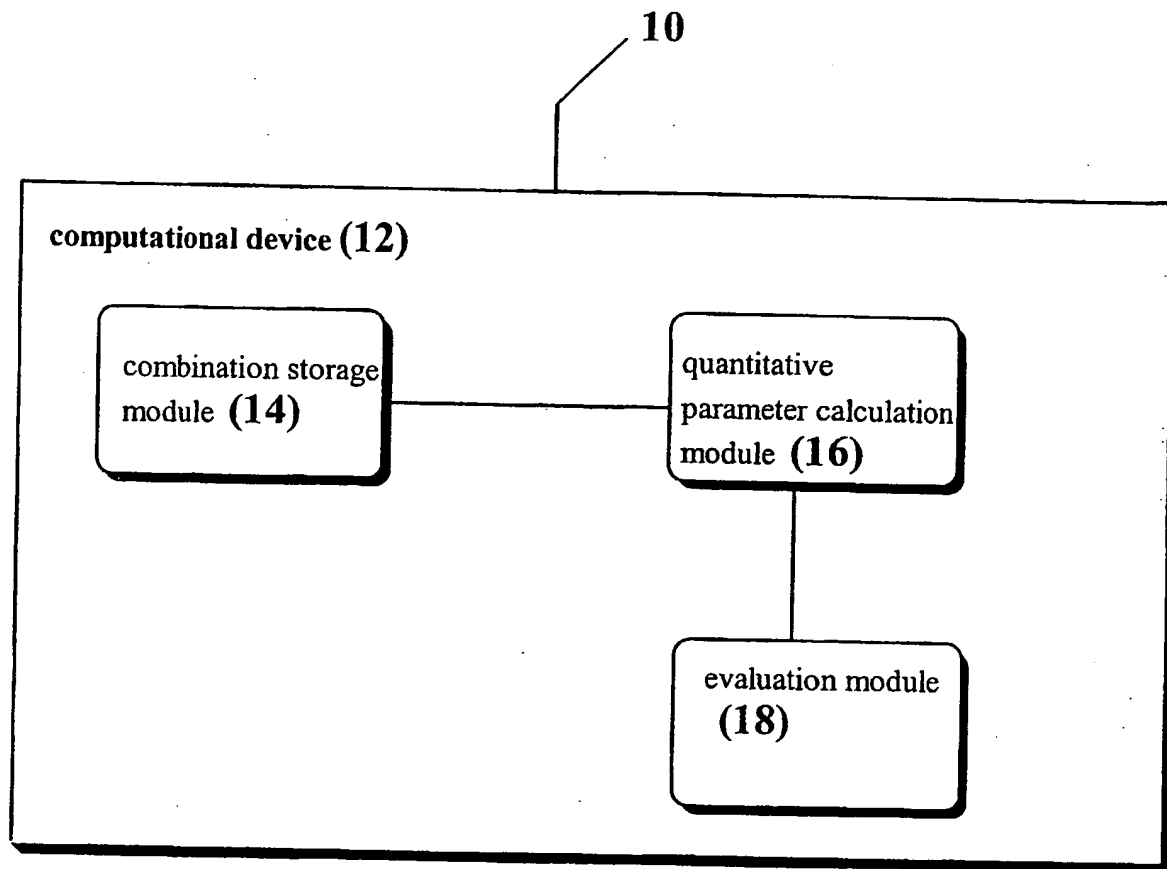 10
computational device (12)
combination storage
module (14)
quantitative
parameter calculation
module (16)
evaluation module
(18)